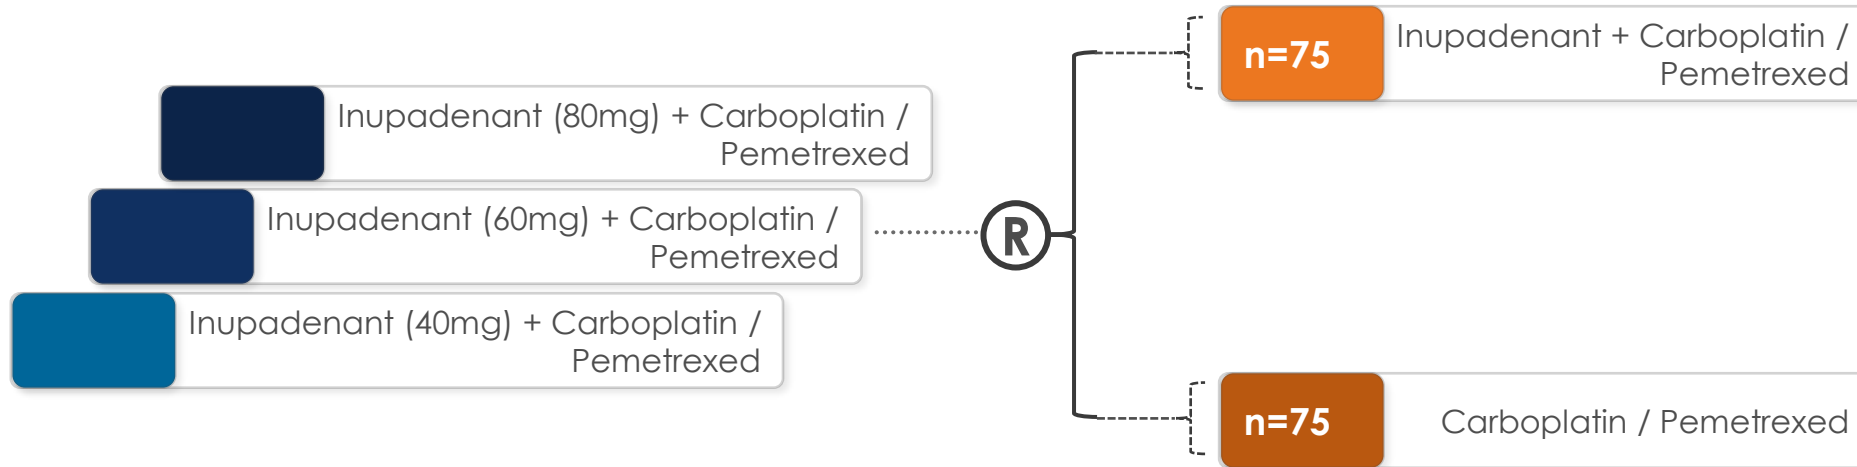 Inupadenant (80mg) + Carboplatin /
Pemetrexed
Inupadenant (60mg) + Carboplatin /
Pemetrexed
Inupadenant (40mg) + Carboplatin /
Pemetrexed
R
n=75
Inupadenant + Carboplatin /
Pemetrexed
n=75
Carboplatin / Pemetrexed